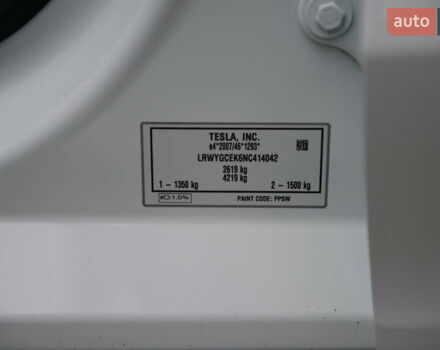 auto
TESLA, INC.
e4*2007/46*1293*
LRWYGCEK6NC414042
2619 kg
4219 kg
1 - 1350 kg 2 - 1500 kg
1,0% PAINT CODE: PPSW